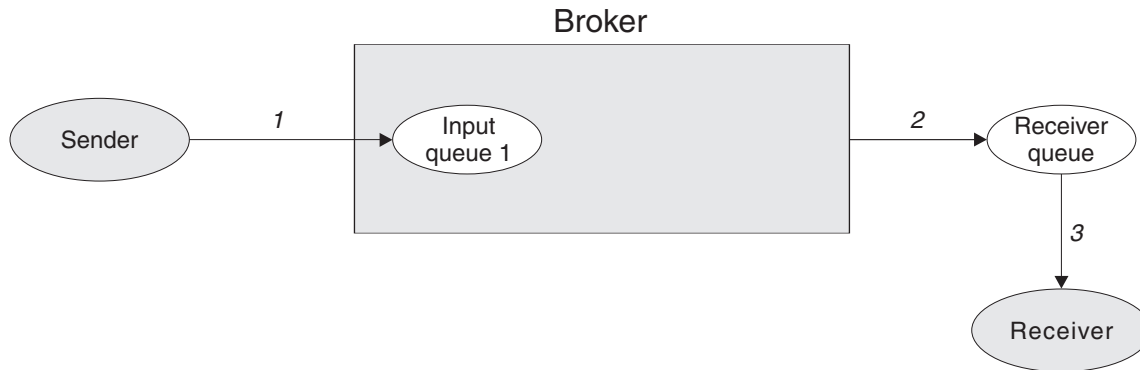 Broker
Sender
1
Input
queue 1
2
Receiver
queue
3
Receiver